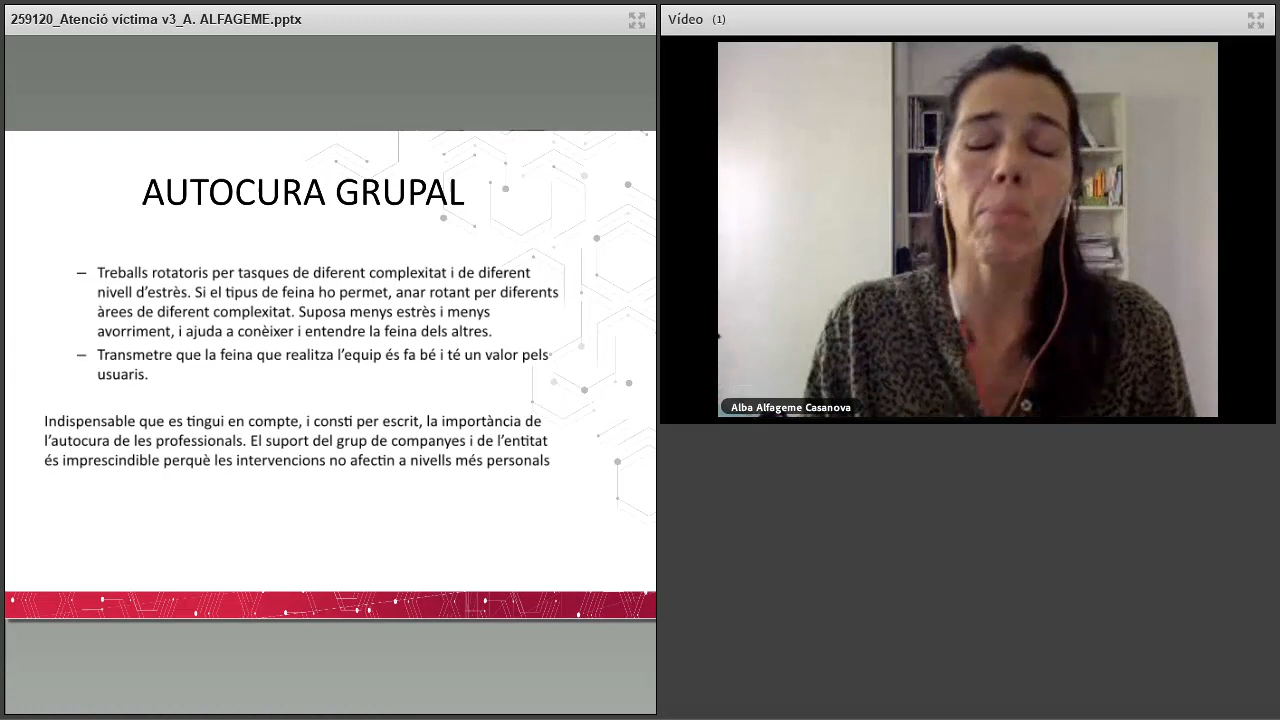 259120_Atenció víctima v3_A. ALFAGEME.pptx
Vídeo (1)
AUTOCURA GRUPAL
– Treballs rotatoris per tasques de diferent complexitat i de diferent
nivell d’estrès. Si el tipus de feina ho permet, anar rotant per diferents
àrees de diferent complexitat. Suposa menys estrès i menys
avorriment, i ajuda a conèixer i entendre la feina dels altres.
– Transmetre que la feina que realitza l’equip és fa bé i té un valor pels
usuaris.
Indispensable que es tingui en compte, i consti per escrit, la importància de
l’autocura de les professionals. El suport del grup de companyes i de l’entitat
és imprescindible perquè les intervencions no afectin a nivells més personals
Alba Alfageme Casanova